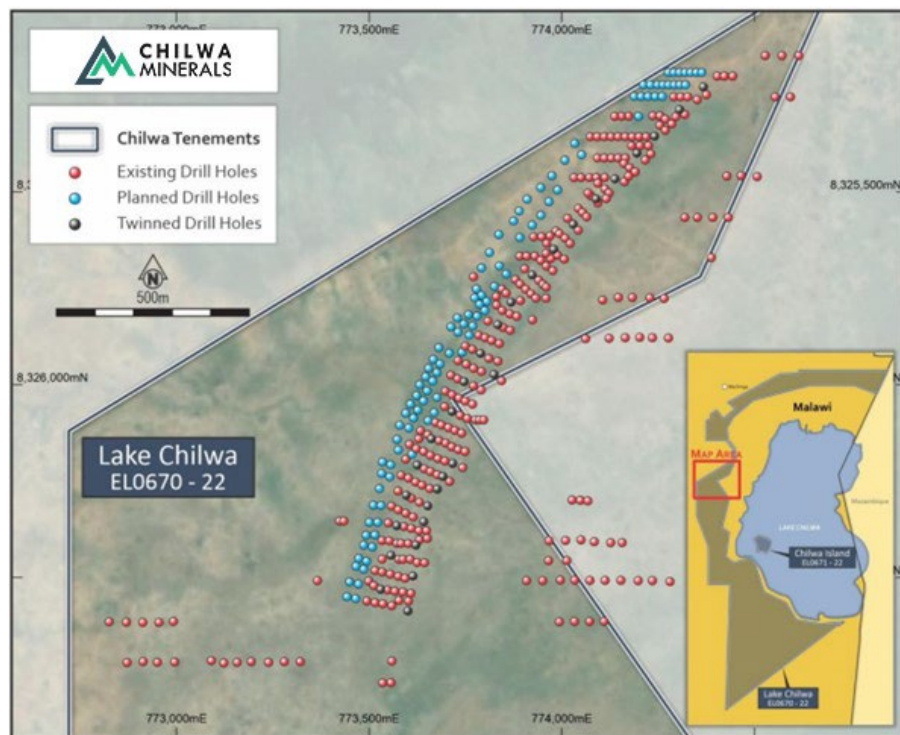 773,000mE
773,500mE
774,000mE
CHILWA
MINERALS
Chilwa Tenements
Existing Drill Holes
Planned Drill Holes
Twinned Drill Holes
8,325,500mN
N
500m
8,326,000mN
Lake Chilwa
EL0670 - 22
Malawi
MAP AREA
Mozambique
LAKE CHILWA
Chilwa Island
EL0671 - 22
Lake Chilwa
EL0670 - 22
773,000mE
773,500mE
774,000mE